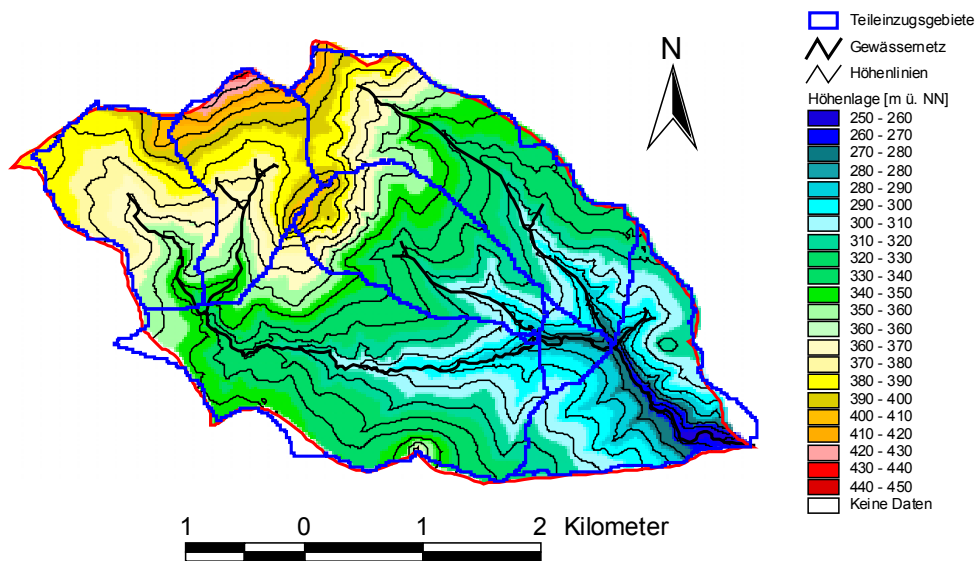 N
Teileinzugsgebiete
Gewässernetz
Höhenlinien
Höhenlage [m ü. NN]
250 - 260
260 - 270
270 - 280
280 - 280
280 - 290
290 - 300
300 - 310
310 - 320
320 - 330
330 - 340
340 - 350
350 - 360
360 - 360
360 - 370
370 - 380
380 - 390
390 - 400
400 - 410
410 - 420
420 - 430
430 - 440
440 - 450
Keine Daten
1 0 1 2 Kilometer